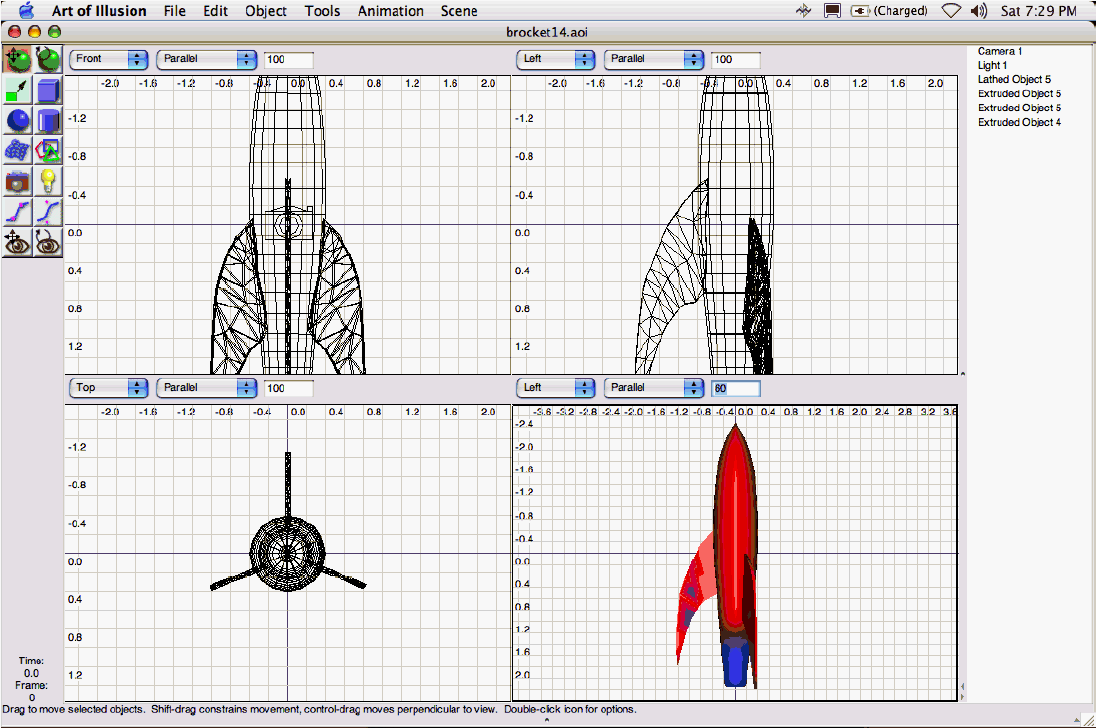 Art of Illusion File Edit Object Tools Animation Scene (Charged) Sat 7:29 PM
brocket14.aoi
Front Parallel 100 Left Parallel 100
Camera 1
Light 1
Lathed Object 5
Extruded Object 5
Extruded Object 5
Extruded Object 4
-2.0 -1.6 -1.2 -0.8 -0.4 0.0 0.4 0.8 1.2 1.6 2.0
-1.2
-0.8
-0.4
0.0
0.4
0.8
1.2
-2.0 -1.6 -1.2 -0.8 -0.4 0.0 0.4 0.8 1.2 1.6 2.0
-1.2
-0.8
-0.4
0.0
0.4
0.8
1.2
Top Parallel 100 Left Parallel 60
-2.0 -1.6 -1.2 -0.8 -0.4 0.0 0.4 0.8 1.2 1.6 2.0
-1.2
-0.8
-0.4
0.0
0.4
0.8
1.2
-3.6 -3.2 -2.8 -2.4 -2.0 -1.6 -1.2 -0.8 -0.4 0.0 0.4 0.8 1.2 1.6 2.0 2.4 2.8 3.2 3.6
-2.4
-2.0
-1.6
-1.2
-0.8
-0.4
0.0
0.4
0.8
1.2
1.6
2.0
Time:
0.0
Frame:
0
Drag to move selected objects. Shift-drag constrains movement, control-drag moves perpendicular to view. Double-click icon for options.